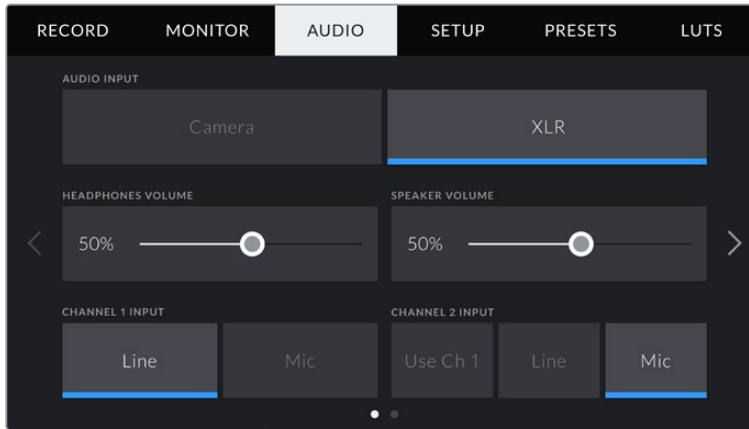 RECORD MONITOR AUDIO SETUP PRESETS LUTS
AUDIO INPUT
Camera XLR
HEADPHONES VOLUME SPEAKER VOLUME
50% 50%
CHANNEL 1 INPUT CHANNEL 2 INPUT
Line Mic Use Ch 1 Line Mic